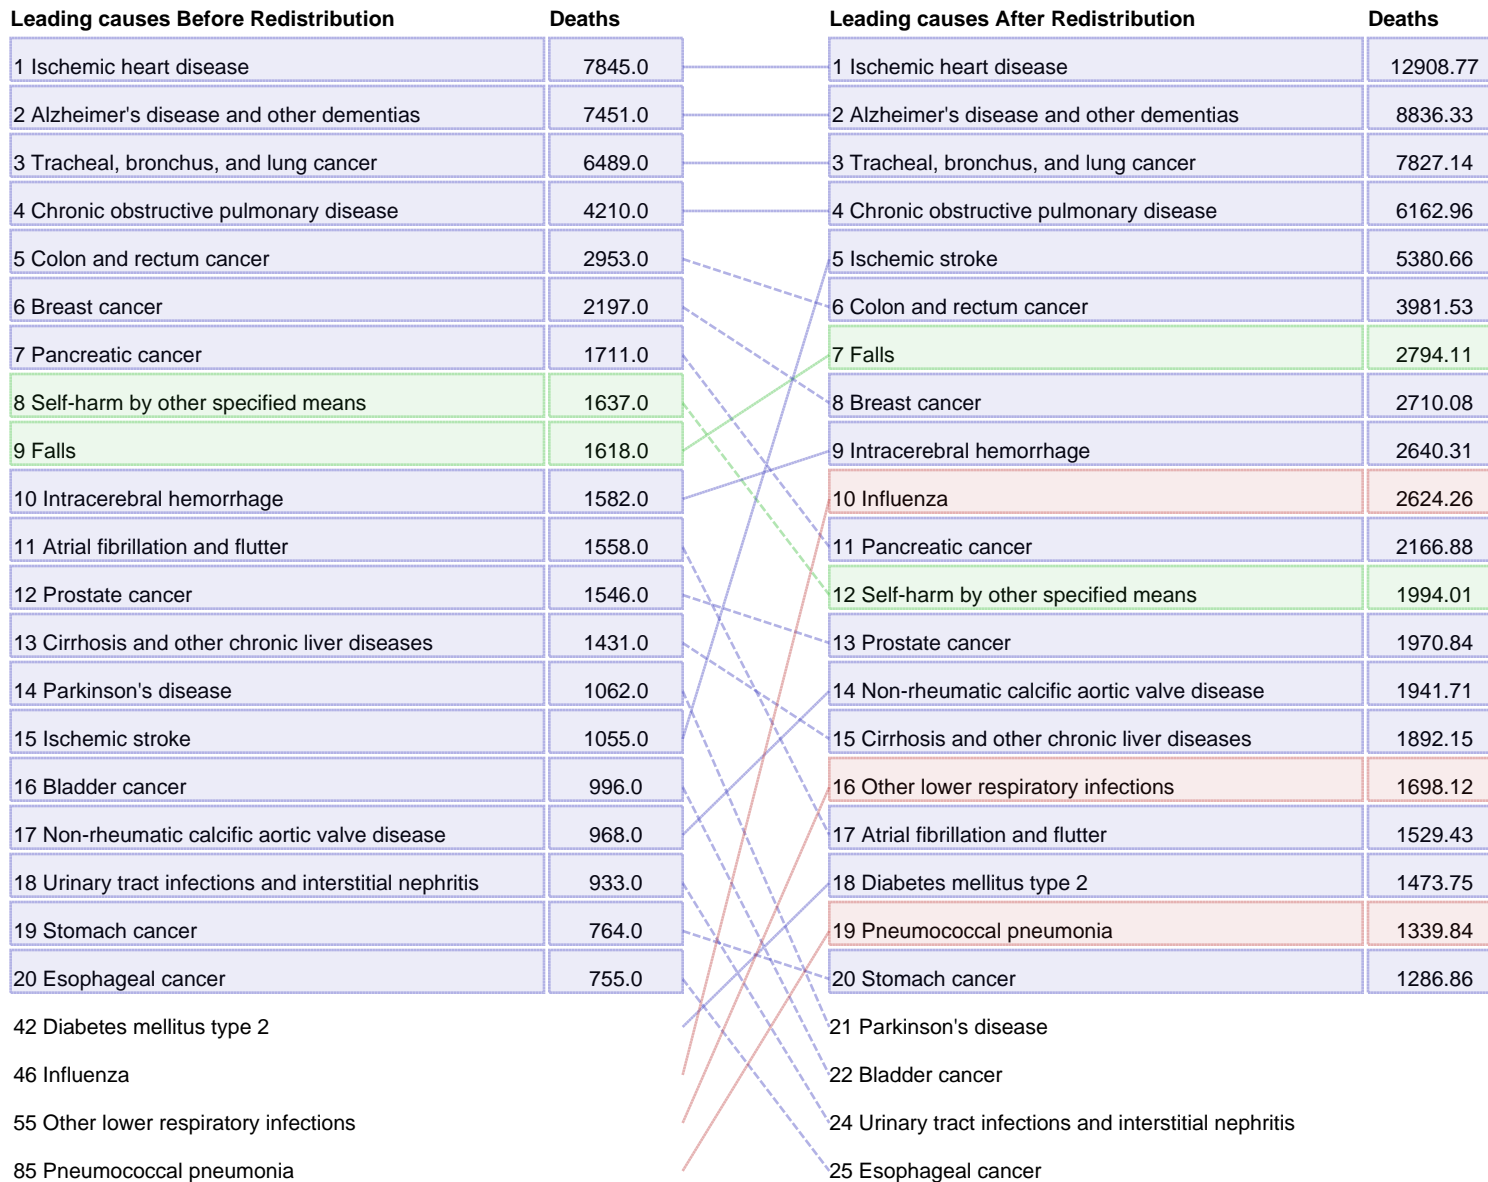 Leading causes Before Redistribution Deaths Leading causes After Redistribution Deaths
1 Ischemic heart disease 7845.0 1 Ischemic heart disease 12908.77
2 Alzheimer's disease and other dementias 7451.0 2 Alzheimer's disease and other dementias 8836.33
3 Tracheal, bronchus, and lung cancer 6489.0 3 Tracheal, bronchus, and lung cancer 7827.14
4 Chronic obstructive pulmonary disease 4210.0 4 Chronic obstructive pulmonary disease 6162.96
5 Colon and rectum cancer 2953.0 5 Ischemic stroke 5380.66
6 Breast cancer 2197.0 6 Colon and rectum cancer 3981.53
7 Pancreatic cancer 1711.0 7 Falls 2794.11
8 Self-harm by other specified means 1637.0 8 Breast cancer 2710.08
9 Falls 1618.0 9 Intracerebral hemorrhage 2640.31
10 Intracerebral hemorrhage 1582.0 10 Influenza 2624.26
11 Atrial fibrillation and flutter 1558.0 11 Pancreatic cancer 2166.88
12 Prostate cancer 1546.0 12 Self-harm by other specified means 1994.01
13 Cirrhosis and other chronic liver diseases 1431.0 13 Prostate cancer 1970.84
14 Parkinson's disease 1062.0 14 Non-rheumatic calcific aortic valve disease 1941.71
15 Ischemic stroke 1055.0 15 Cirrhosis and other chronic liver diseases 1892.15
16 Bladder cancer 996.0 16 Other lower respiratory infections 1698.12
17 Non-rheumatic calcific aortic valve disease 968.0 17 Atrial fibrillation and flutter 1529.43
18 Urinary tract infections and interstitial nephritis 933.0 18 Diabetes mellitus type 2 1473.75
19 Stomach cancer 764.0 19 Pneumococcal pneumonia 1339.84
20 Esophageal cancer 755.0 20 Stomach cancer 1286.86
42 Diabetes mellitus type 2 21 Parkinson's disease
46 Influenza 22 Bladder cancer
55 Other lower respiratory infections 24 Urinary tract infections and interstitial nephritis
85 Pneumococcal pneumonia 25 Esophageal cancer